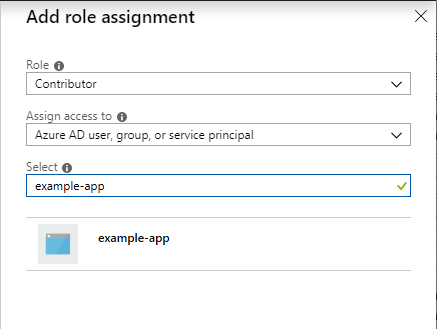 Add role assignment
Role
Contributor
Assign access to
Azure AD user, group, or service principal
Select
example-app
example-app